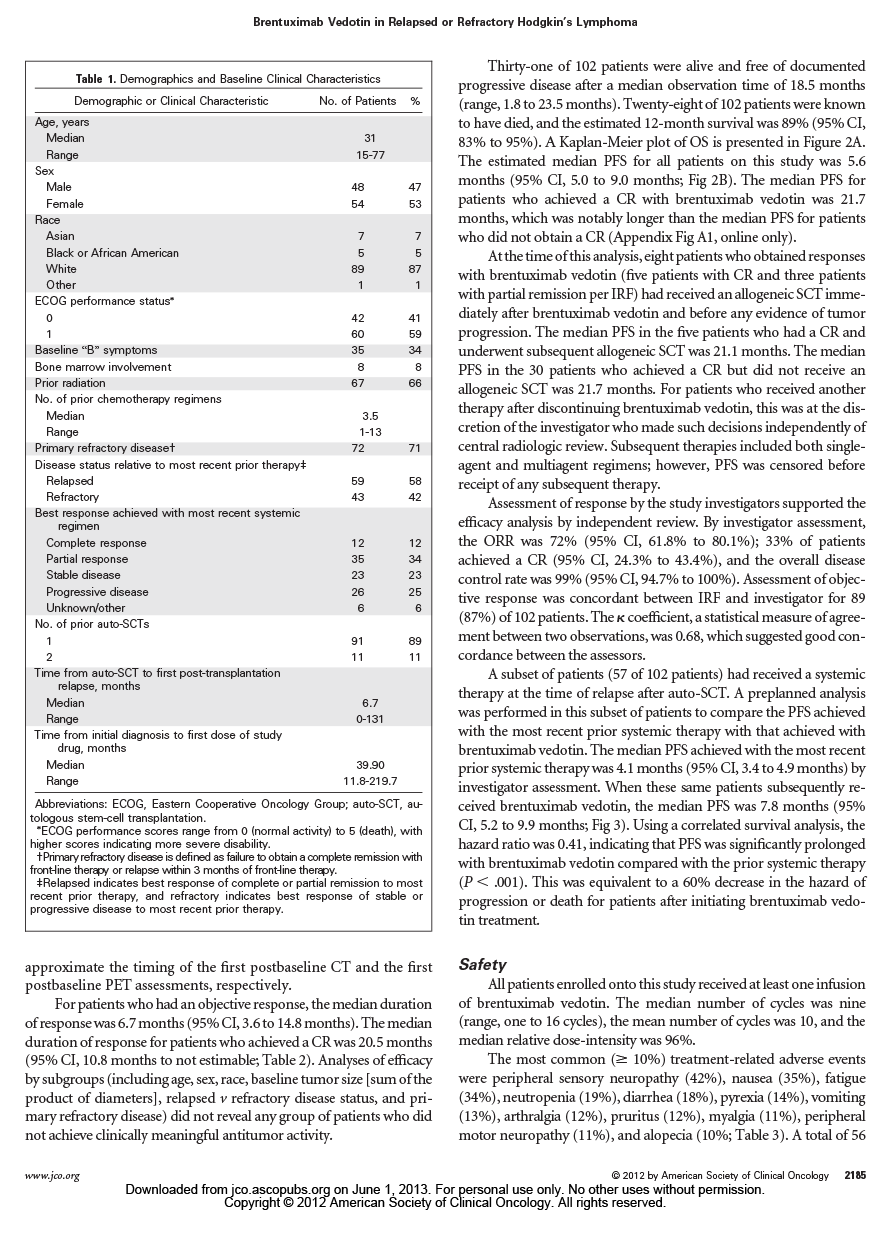 Brentuximab Vedotin in Relapsed or Refractory Hodgkin's Lymphoma
Table 1. Demographics and Baseline Clinical Characteristics
Demographic or Clinical Characteristic No. of Patients %
Age, years
Median 31
Range 15-77
Sex
Male 48 47
Female 54 53
Race
Asian 7 7
Black or African American 5 5
White 89 87
Other 1 1
ECOG performance status*
0 42 41
1 60 59
Baseline “B” symptoms 35 34
Bone marrow involvement 8 8
Prior radiation 67 66
No. of prior chemotherapy regimens
Median 3.5
Range 1-13
Primary refractory disease† 72 71
Disease status relative to most recent prior therapy‡
Relapsed 59 58
Refractory 43 42
Best response achieved with most recent systemic
regimen
Complete response 12 12
Partial response 35 34
Stable disease 23 23
Progressive disease 26 25
Unknown/other 6 6
No. of prior auto-SCTs
1 91 89
2 11 11
Time from auto-SCT to first post-transplantation
relapse, months
Median 6.7
Range 0-131
Time from initial diagnosis to first dose of study
drug, months
Median 39.90
Range 11.8-219.7
Abbreviations: ECOG, Eastern Cooperative Oncology Group; auto-SCT, au-
tologous stem-cell transplantation.
*ECOG performance scores range from 0 (normal activity) to 5 (death), with
higher scores indicating more severe disability.
†Primary refractory disease is defined as failure to obtain a complete remission with
front-line therapy or relapse within 3 months of front-line therapy.
‡Relapsed indicates best response of complete or partial remission to most
recent prior therapy, and refractory indicates best response of stable or
progressive disease to most recent prior therapy.
approximate the timing of the first postbaseline CT and the first
postbaseline PET assessments, respectively.
For patients who had an objective response, the median duration
of response was 6.7 months (95% CI, 3.6 to 14.8 months). The median
duration of response for patients who achieved a CR was 20.5 months
(95% CI, 10.8 months to not estimable; Table 2). Analyses of efficacy
by subgroups (including age, sex, race, baseline tumor size [sum of the
product of diameters], relapsed v refractory disease status, and pri-
mary refractory disease) did not reveal any group of patients who did
not achieve clinically meaningful antitumor activity.
Thirty-one of 102 patients were alive and free of documented
progressive disease after a median observation time of 18.5 months
(range, 1.8 to 23.5 months). Twenty-eight of 102 patients were known
to have died, and the estimated 12-month survival was 89% (95% CI,
83% to 95%). A Kaplan-Meier plot of OS is presented in Figure 2A.
The estimated median PFS for all patients on this study was 5.6
months (95% CI, 5.0 to 9.0 months; Fig 2B). The median PFS for
patients who achieved a CR with brentuximab vedotin was 21.7
months, which was notably longer than the median PFS for patients
who did not obtain a CR (Appendix Fig A1, online only).
At the time of this analysis, eight patients who obtained responses
with brentuximab vedotin (five patients with CR and three patients
with partial remission per IRF) had received an allogeneic SCT imme-
diately after brentuximab vedotin and before any evidence of tumor
progression. The median PFS in the five patients who had a CR and
underwent subsequent allogeneic SCT was 21.1 months. The median
PFS in the 30 patients who achieved a CR but did not receive an
allogeneic SCT was 21.7 months. For patients who received another
therapy after discontinuing brentuximab vedotin, this was at the dis-
cretion of the investigator who made such decisions independently of
central radiologic review. Subsequent therapies included both single-
agent and multiagent regimens; however, PFS was censored before
receipt of any subsequent therapy.
Assessment of response by the study investigators supported the
efficacy analysis by independent review. By investigator assessment,
the ORR was 72% (95% CI, 61.8% to 80.1%); 33% of patients
achieved a CR (95% CI, 24.3% to 43.4%), and the overall disease
control rate was 99% (95% CI, 94.7% to 100%). Assessment of objec-
tive response was concordant between IRF and investigator for 89
(87%) of 102 patients. The κ coefficient, a statistical measure of agree-
ment between two observations, was 0.68, which suggested good con-
cordance between the assessors.
A subset of patients (57 of 102 patients) had received a systemic
therapy at the time of relapse after auto-SCT. A preplanned analysis
was performed in this subset of patients to compare the PFS achieved
with the most recent prior systemic therapy with that achieved with
brentuximab vedotin. The median PFS achieved with the most recent
prior systemic therapy was 4.1 months (95% CI, 3.4 to 4.9 months) by
investigator assessment. When these same patients subsequently re-
ceived brentuximab vedotin, the median PFS was 7.8 months (95%
CI, 5.2 to 9.9 months; Fig 3). Using a correlated survival analysis, the
hazard ratio was 0.41, indicating that PFS was significantly prolonged
with brentuximab vedotin compared with the prior systemic therapy
(P < .001). This was equivalent to a 60% decrease in the hazard of
progression or death for patients after initiating brentuximab vedo-
tin treatment.
Safety
All patients enrolled onto this study received at least one infusion
of brentuximab vedotin. The median number of cycles was nine
(range, one to 16 cycles), the mean number of cycles was 10, and the
median relative dose-intensity was 96%.
The most common (≥ 10%) treatment-related adverse events
were peripheral sensory neuropathy (42%), nausea (35%), fatigue
(34%), neutropenia (19%), diarrhea (18%), pyrexia (14%), vomiting
(13%), arthralgia (12%), pruritus (12%), myalgia (11%), peripheral
motor neuropathy (11%), and alopecia (10%; Table 3). A total of 56
www.jco.org © 2012 by American Society of Clinical Oncology 2185
Downloaded from jco.ascopubs.org on June 1, 2013. For personal use only. No other uses without permission.
Copyright © 2012 American Society of Clinical Oncology. All rights reserved.